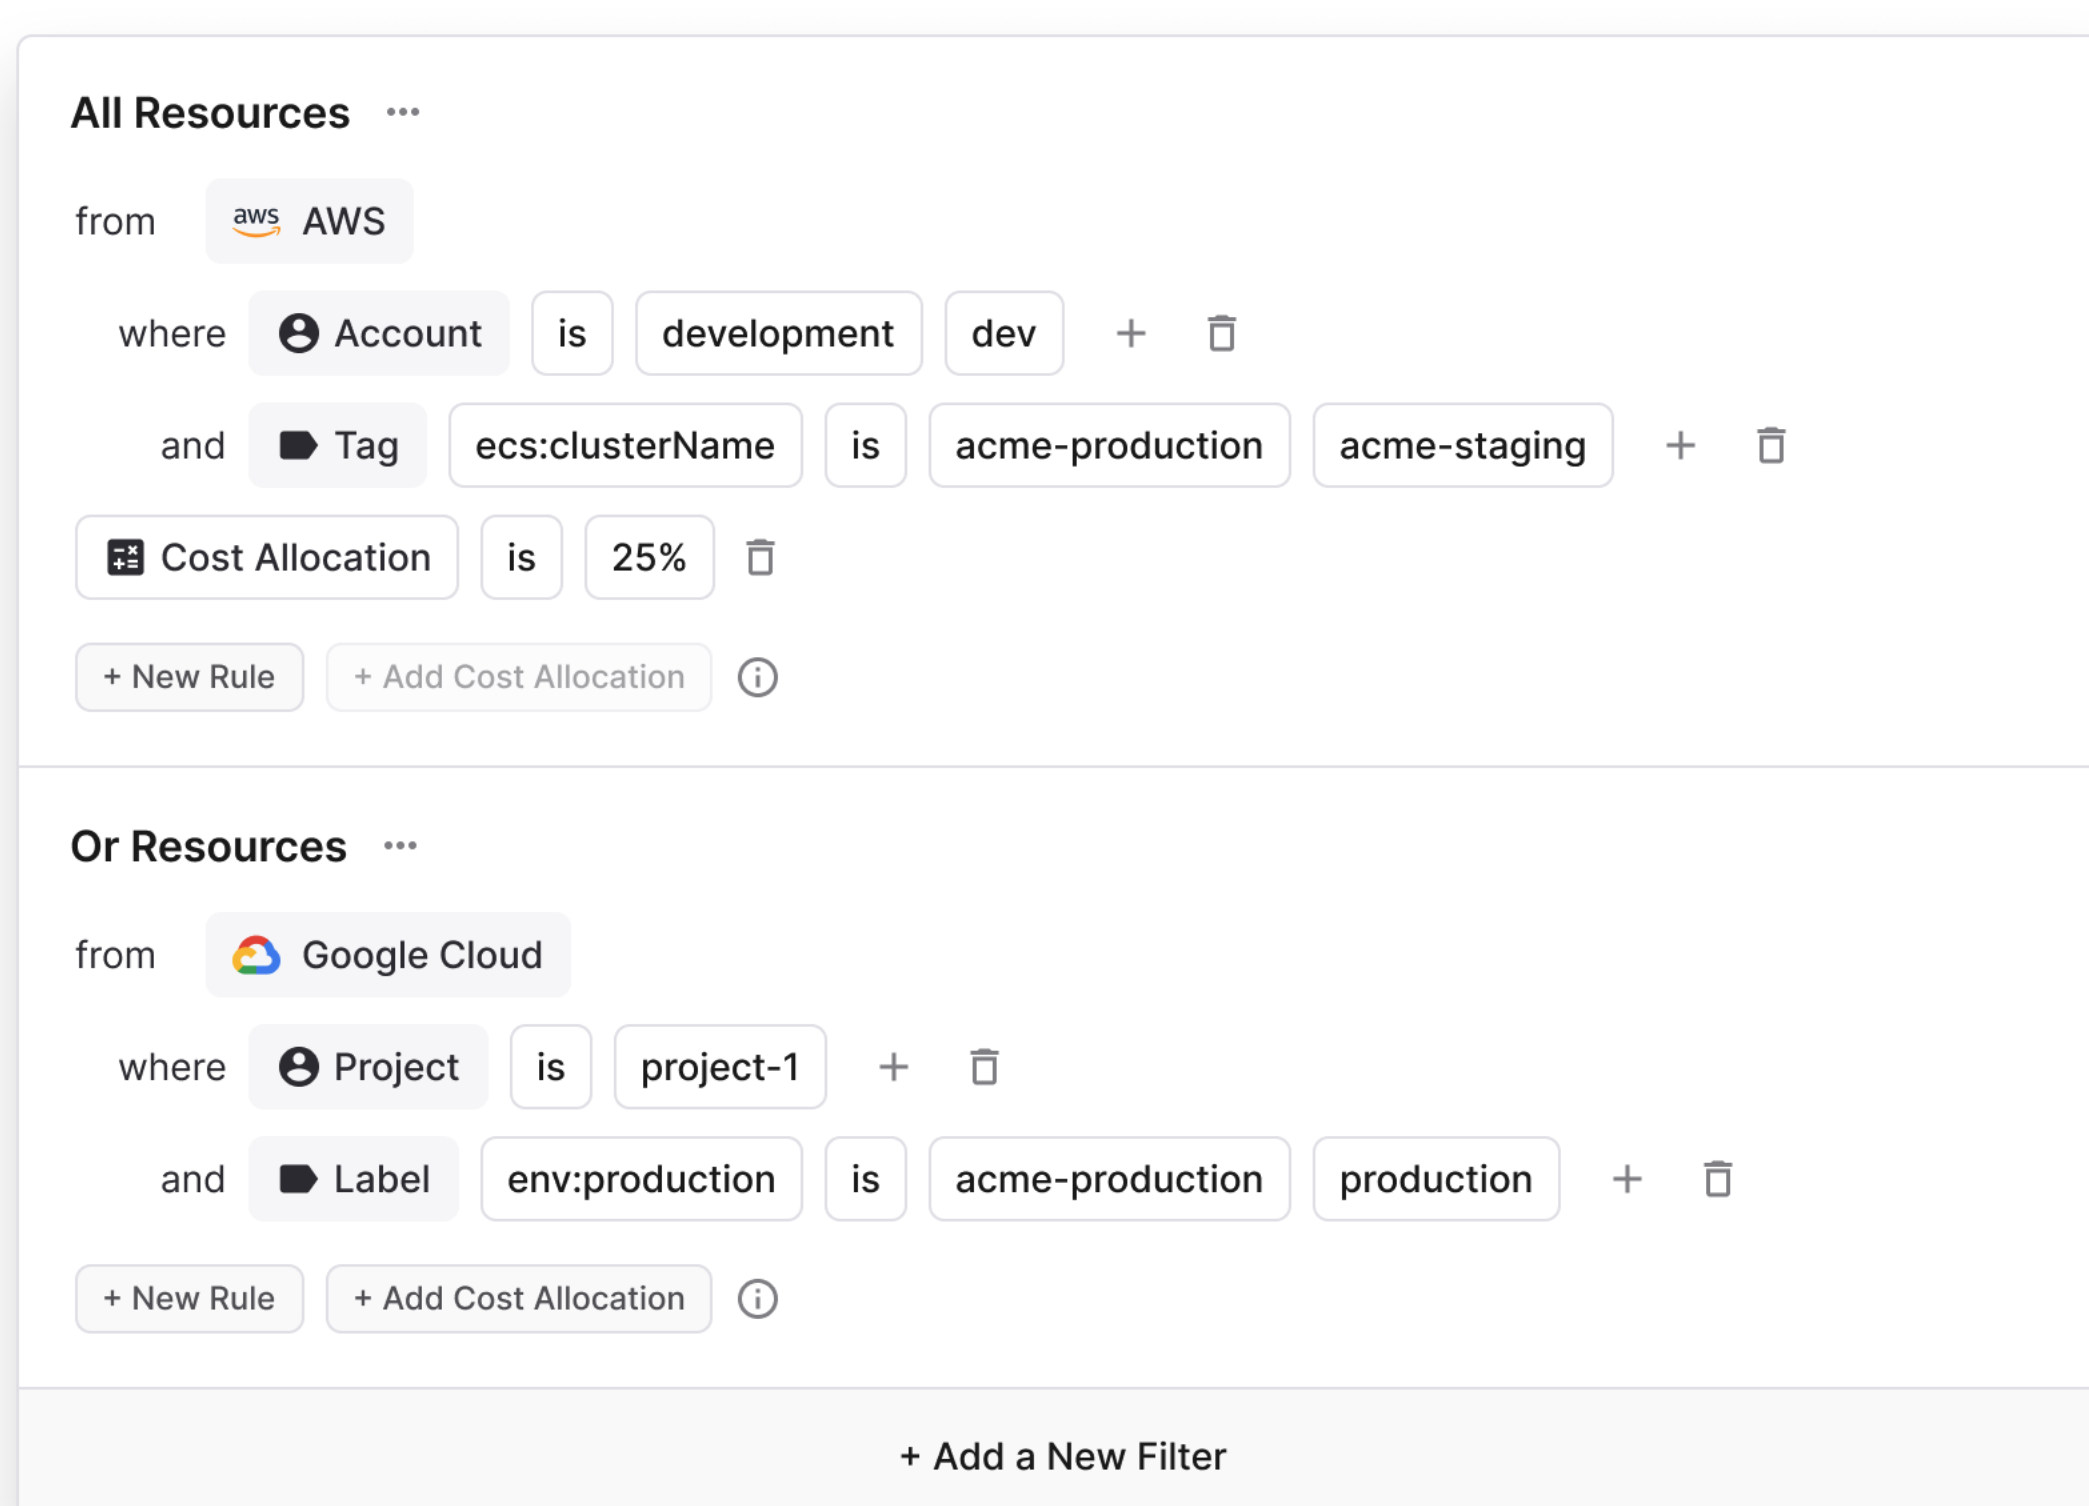 All Resources ...
from aws AWS
where Account is development dev +
and Tag ecs:clusterName is acme-production acme-staging +
Cost Allocation is 25%
+ New Rule + Add Cost Allocation
Or Resources ...
from Google Cloud
where Project is project-1 +
and Label env:production is acme-production production +
+ New Rule + Add Cost Allocation
+ Add a New Filter